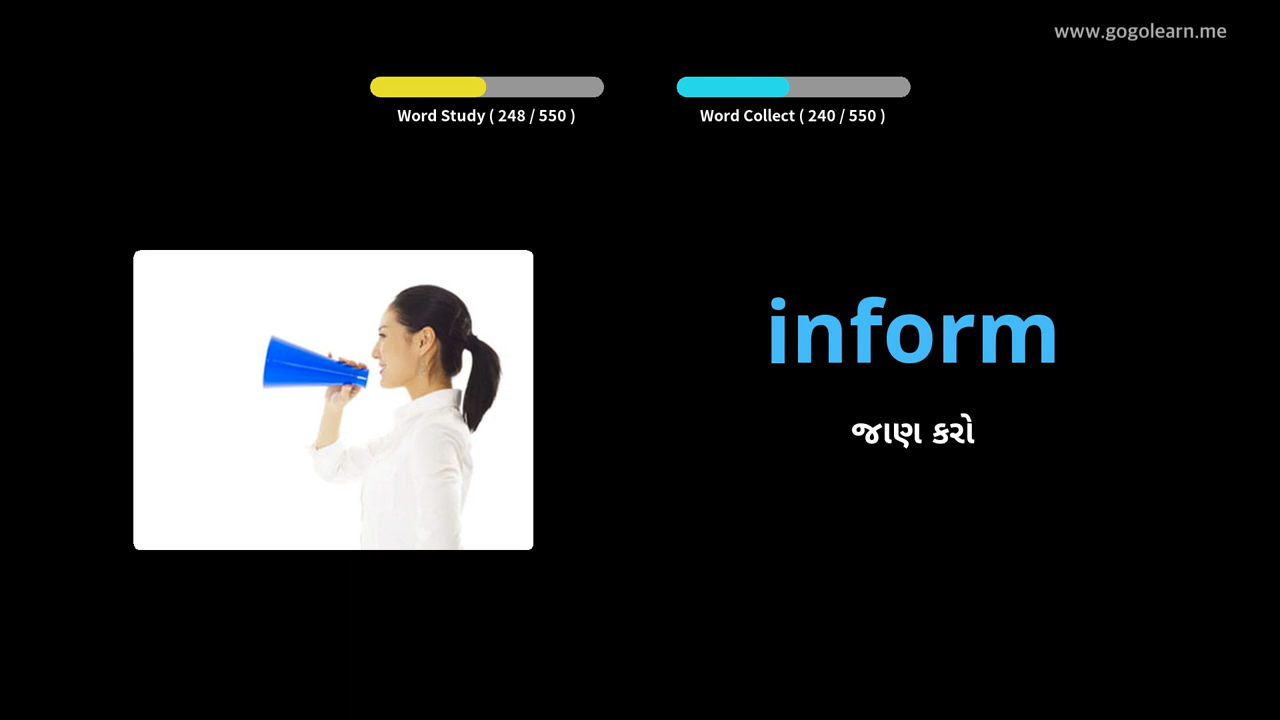 www.gogolearn.me
Word Study ( 248 / 550 )
Word Collect ( 240 / 550 )
inform
જાણ કરો